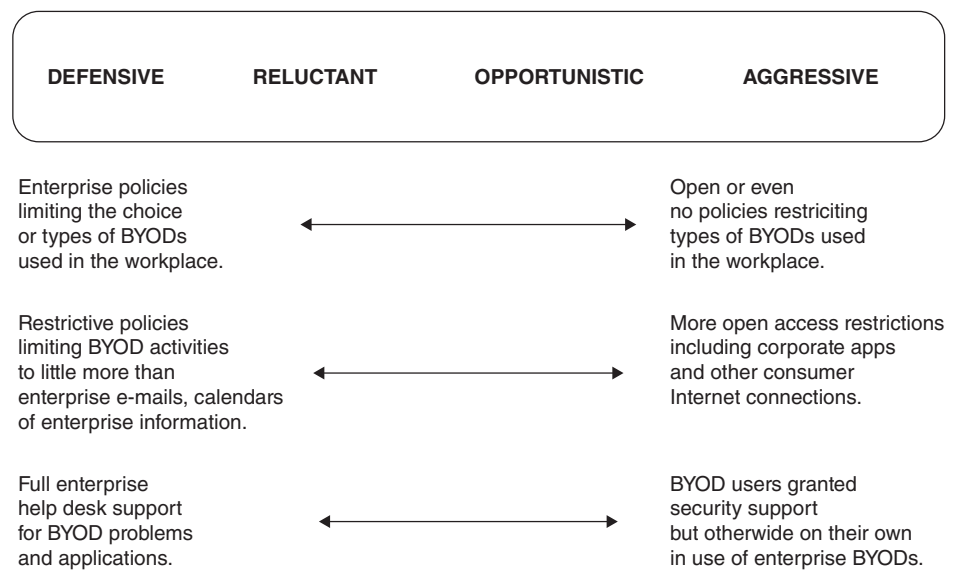 DEFENSIVE RELUCTANT OPPORTUNISTIC AGGRESSIVE
Enterprise policies
limiting the choice
or types of BYODs
used in the workplace.
Open or even
no policies restriciting
types of BYODs used
in the workplace.
Restrictive policies
limiting BYOD activities
to little more than
enterprise e-mails, calendars
of enterprise information.
More open access restrictions
including corporate apps
and other consumer
Internet connections.
Full enterprise
help desk support
for BYOD problems
and applications.
BYOD users granted
security support
but otherwide on their own
in use of enterprise BYODs.